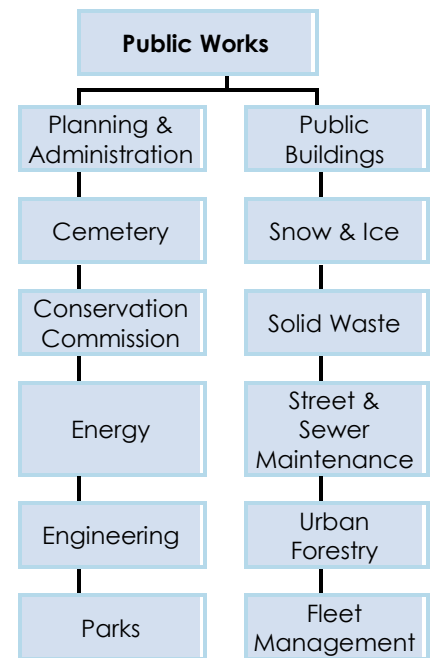 Public Works
Planning &
Administration
Cemetery
Conservation
Commission
Energy
Engineering
Parks
Public
Buildings
Snow & Ice
Solid Waste
Street &
Sewer
Maintenance
Urban
Forestry
Fleet
Management